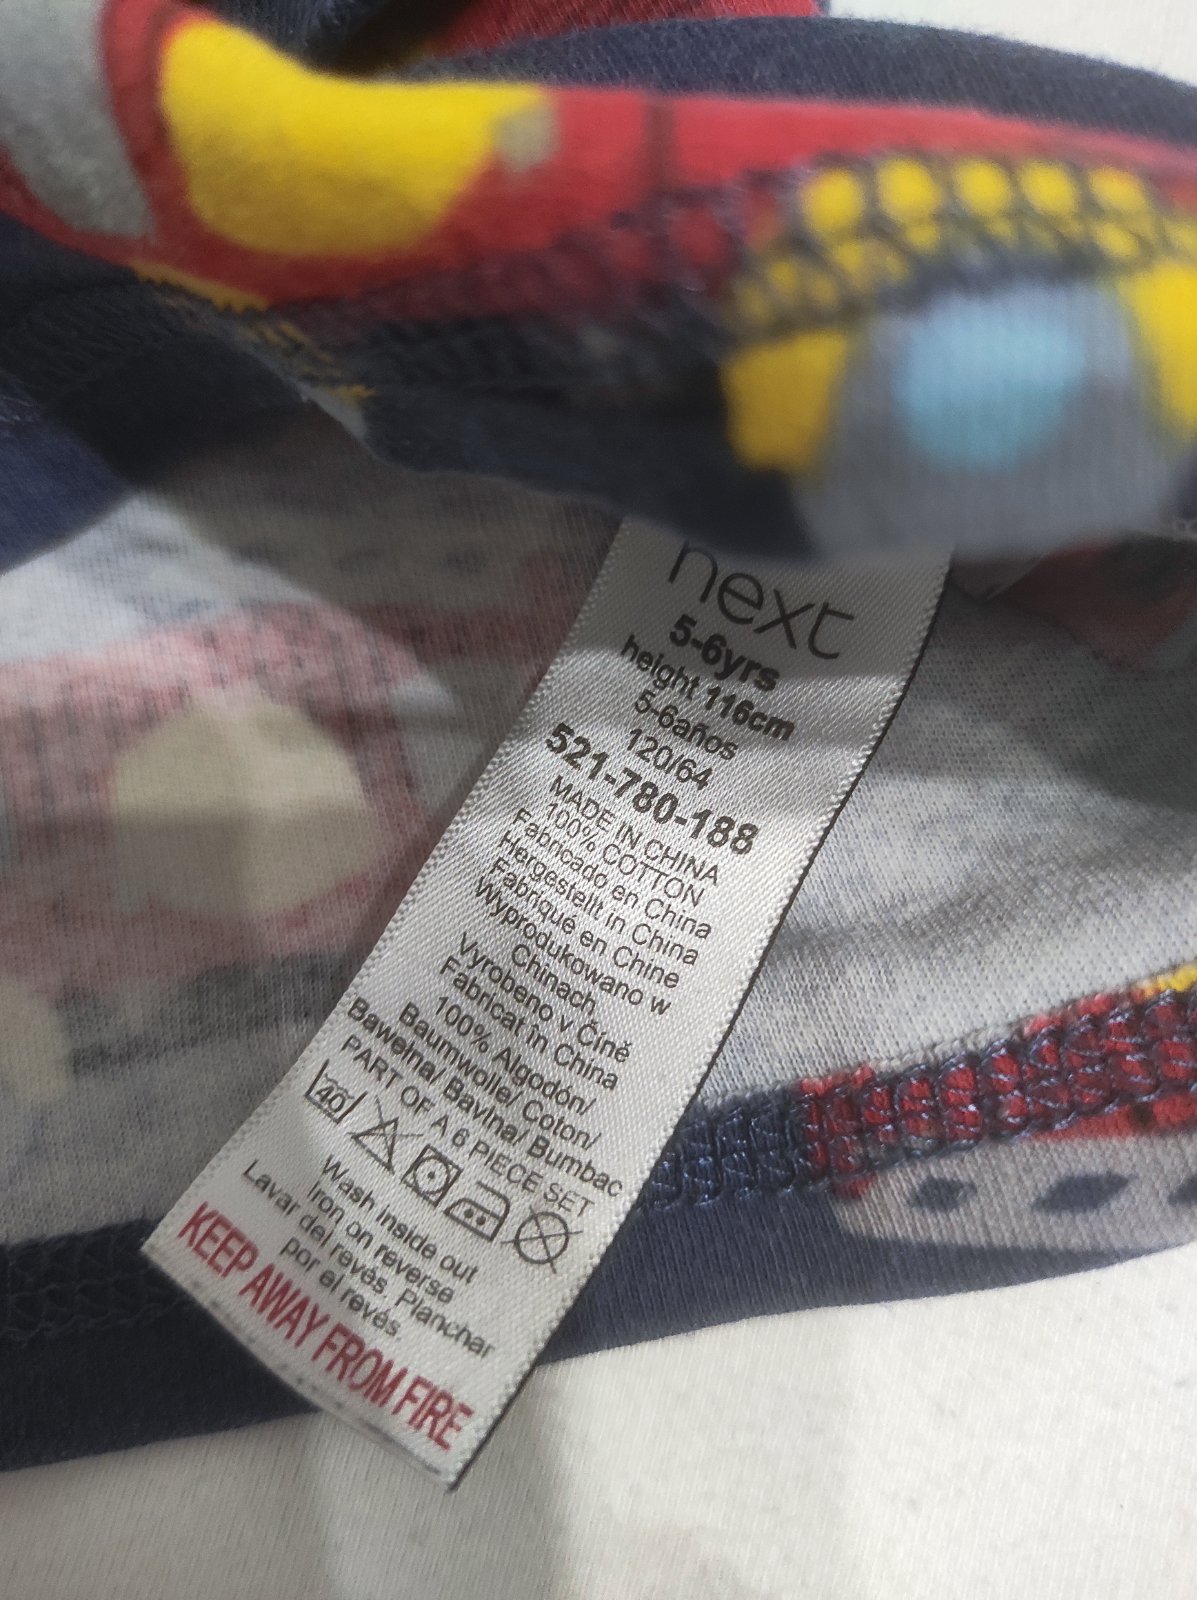 next
5-6yrs
height 116cm
5-6años
120/64
521-780-188
MADE IN CHINA
100% COTTON
Fabricado en China
Hergestellt in China
Fabriqué en Chine
Wyprodukowano w
Chinach,
Vyrobeno v Číně
Fabricat în China
100% Algodón/
Baumwolle/ Coton/
Bawełna/ Bavlna/ Bumbac
PART OF A 6 PIECE SET
40
Wash inside out
Iron on reverse
Lavar del revés. Planchar
por el revés.
KEEP AWAY FROM FIRE